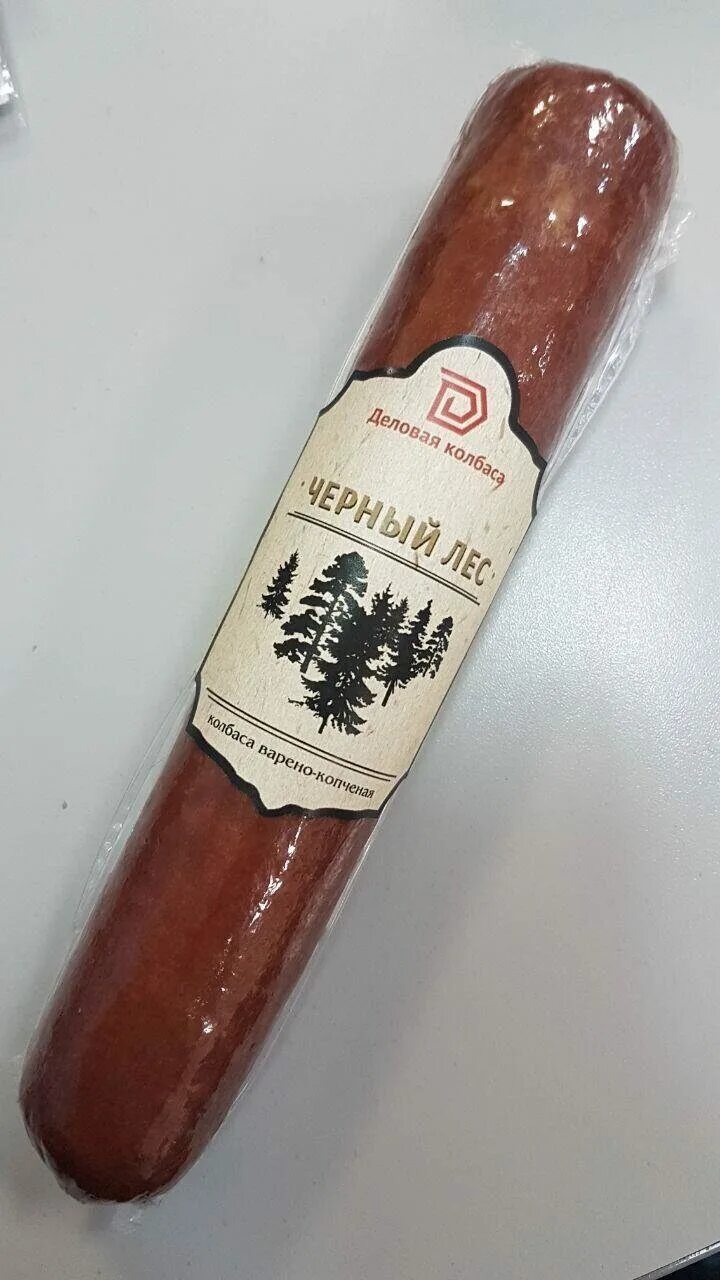 Деловая колбаса
ЧЕРНЫЙ ЛЕС
колбаса варено-копченая